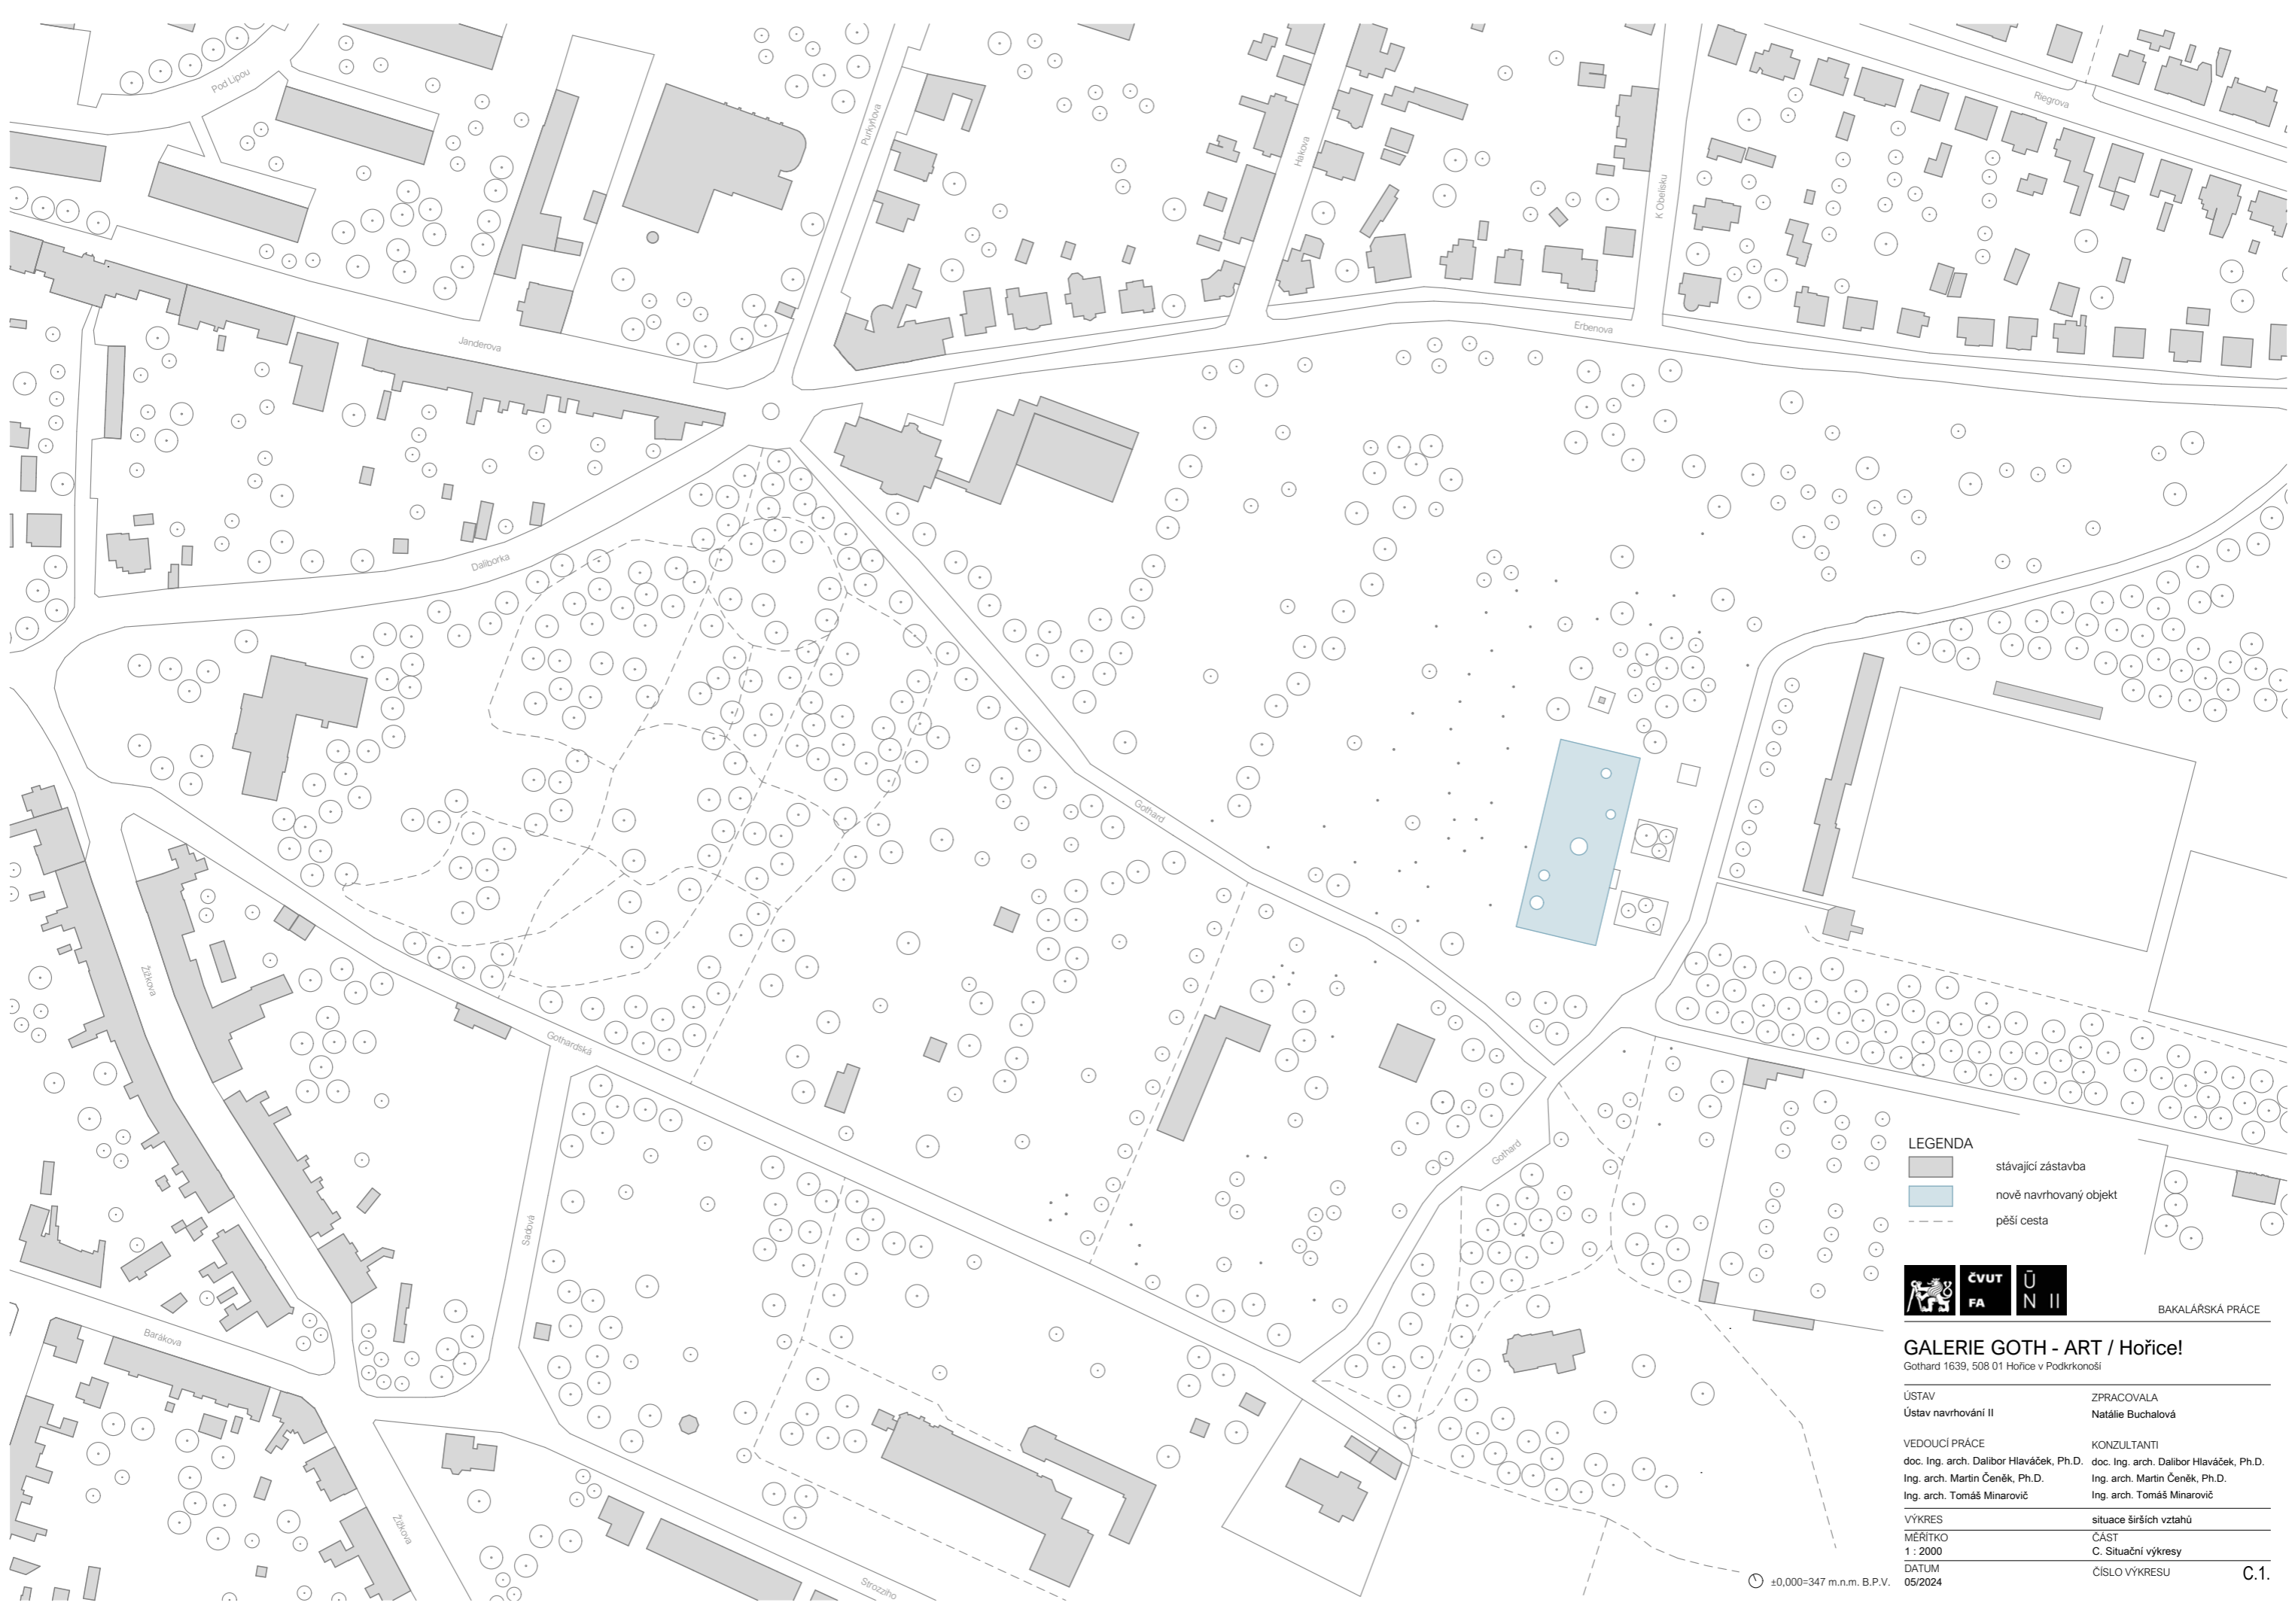 Pod Lipou
Purkyňova
Hakova
K Obelisku
Riegrova
Janderova
Erbenova
Daliborka
Gothard
Žižkova
Gothardská
Gothard
Sadová
Barákova
Žižkova
Strozziho
LEGENDA
stávající zástavba
nově navrhovaný objekt
pěší cesta
ČVUT
FA
Ū
N II
BAKALÁŘSKÁ PRÁCE
GALERIE GOTH - ART / Hořice!
Gothard 1639, 508 01 Hořice v Podkrkonoší
ÚSTAV ZPRACOVALA
Ústav navrhování II Natálie Buchalová
VEDOUCÍ PRÁCE KONZULTANTI
doc. Ing. arch. Dalibor Hlaváček, Ph.D. doc. Ing. arch. Dalibor Hlaváček, Ph.D.
Ing. arch. Martin Čeněk, Ph.D. Ing. arch. Martin Čeněk, Ph.D.
Ing. arch. Tomáš Minarovič Ing. arch. Tomáš Minarovič
VÝKRES situace širších vztahů
MĚŘÍTKO ČÁST
1 : 2000 C. Situační výkresy
DATUM ČÍSLO VÝKRESU C.1.
05/2024
±0,000=347 m.n.m. B.P.V.